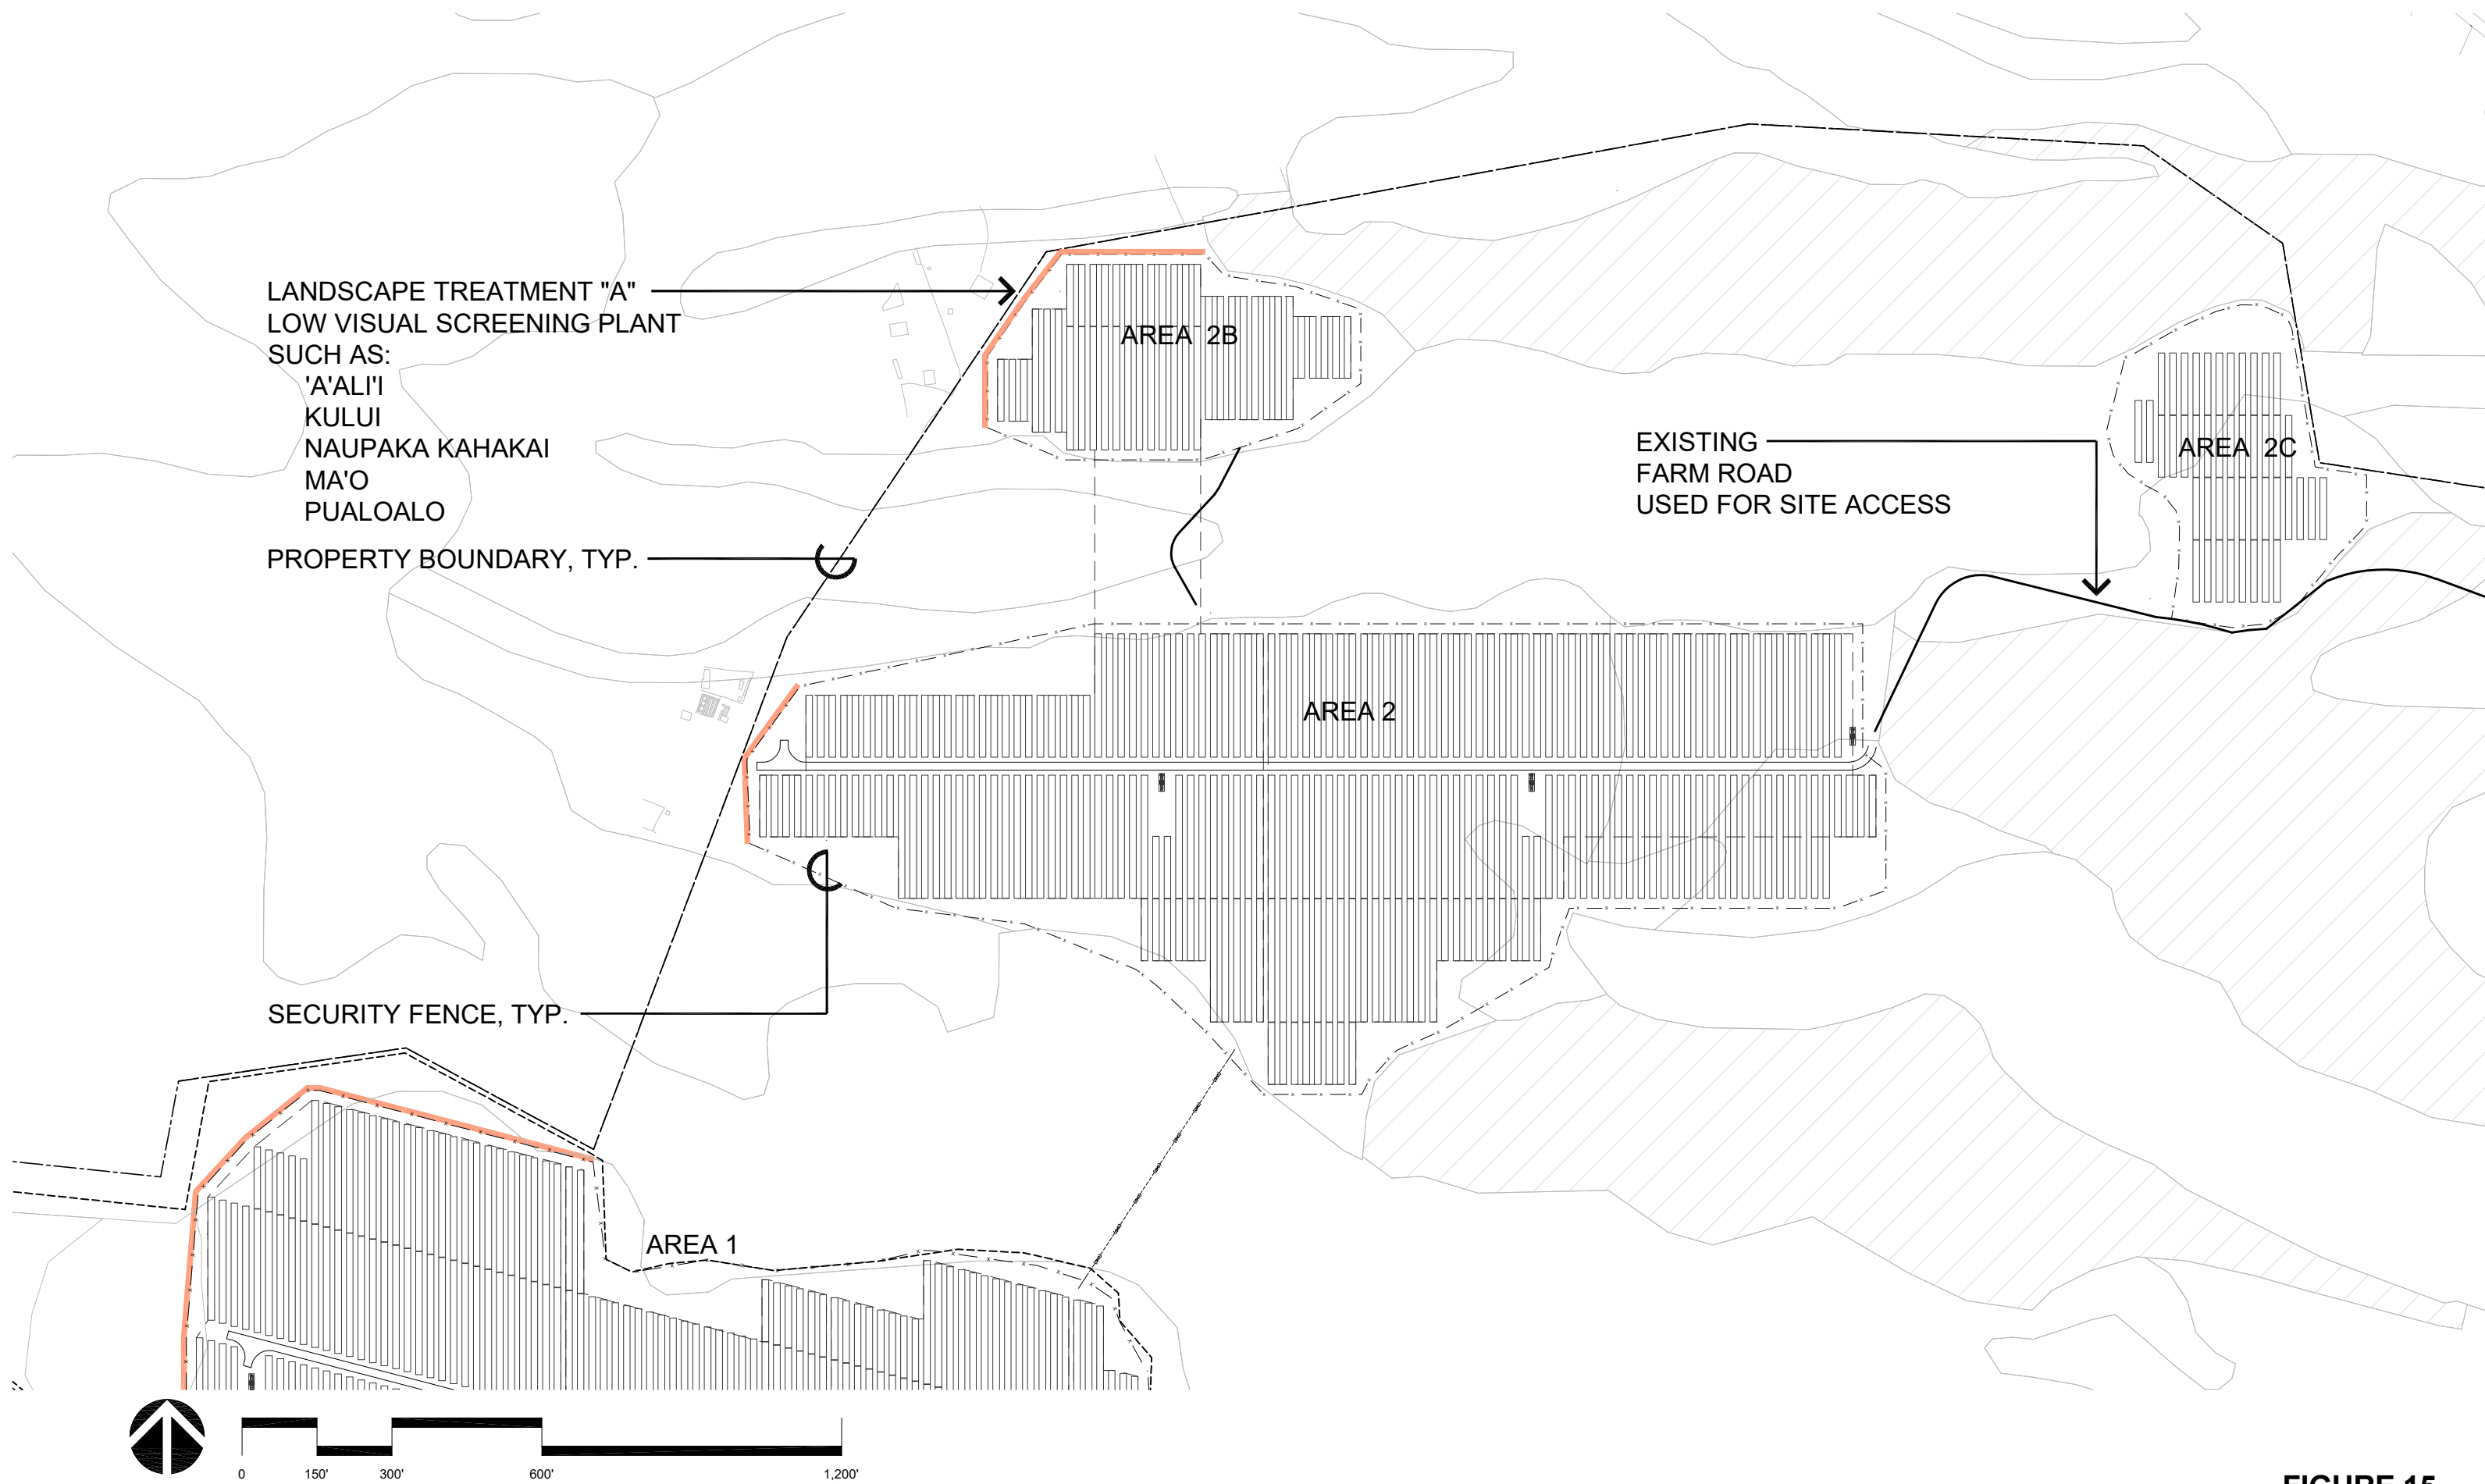 LANDSCAPE TREATMENT "A"
LOW VISUAL SCREENING PLANT
SUCH AS:
'A'ALI'I
KULUI
NAUPAKA KAHAKAI
MA'O
PUALOALO
PROPERTY BOUNDARY, TYP.
AREA 2B
EXISTING
FARM ROAD
USED FOR SITE ACCESS
AREA 2C
AREA 2
SECURITY FENCE, TYP.
AREA 1
0 150' 300' 600' 1,200'
FIGURE 15